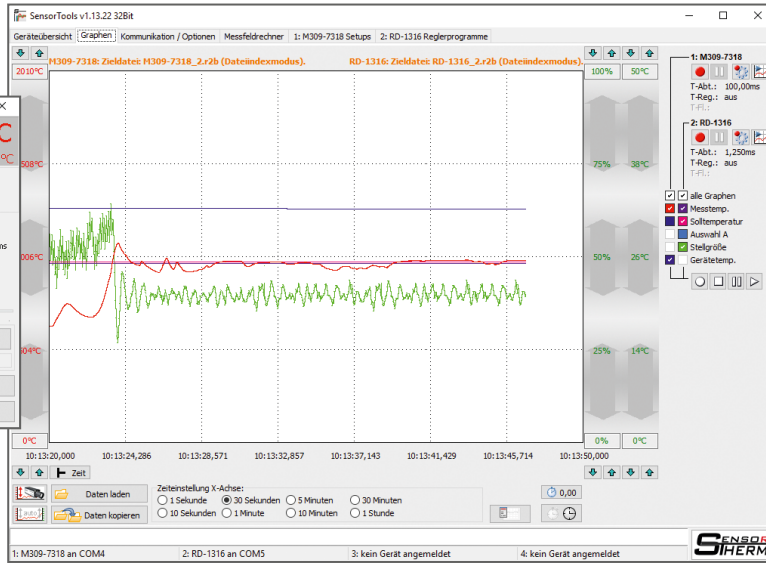 SensorTools v1.13.22 32Bit
Geräteübersicht Graphen Kommunikation / Optionen Messfeldrechner 1: M309-7318 Setups 2: RD-1316 Reglerprogramme
M309-7318: Zieldatei: M309-7318_2.r2b (Dateiindexmodus). RD-1316: Zieldatei: RD-1316_2.r2b (Dateiindexmodus).
2010°C 100% 50°C
1: M309-7318
T-Abt.: 100,00ms
T-Reg.: aus
T-Fl.:
2: RD-1316
T-Abt.: 1,250ms
T-Reg.: aus
T-Fl.:
°C
508°C 75% 38°C
alle Graphen
Messtemp.
Solltemperatur
Auswahl A
Stellgröße
Gerätetemp.
ms
006°C 50% 26°C
04°C 25% 14°C
0°C 0% 0°C
10:13:20,000 10:13:24,286 10:13:28,571 10:13:32,857 10:13:37,143 10:13:41,429 10:13:45,714 10:13:50,000
Zeit
Zeiteinstellung X-Achse:
Daten laden 1 Sekunde 30 Sekunden 5 Minuten 30 Minuten 0,00
auto Daten kopieren 10 Sekunden 1 Minute 10 Minuten 1 Stunde
1: M309-7318 an COM4 2: RD-1316 an COM5 3: kein Gerät angemeldet 4: kein Gerät angemeldet
SENSOR
THERM